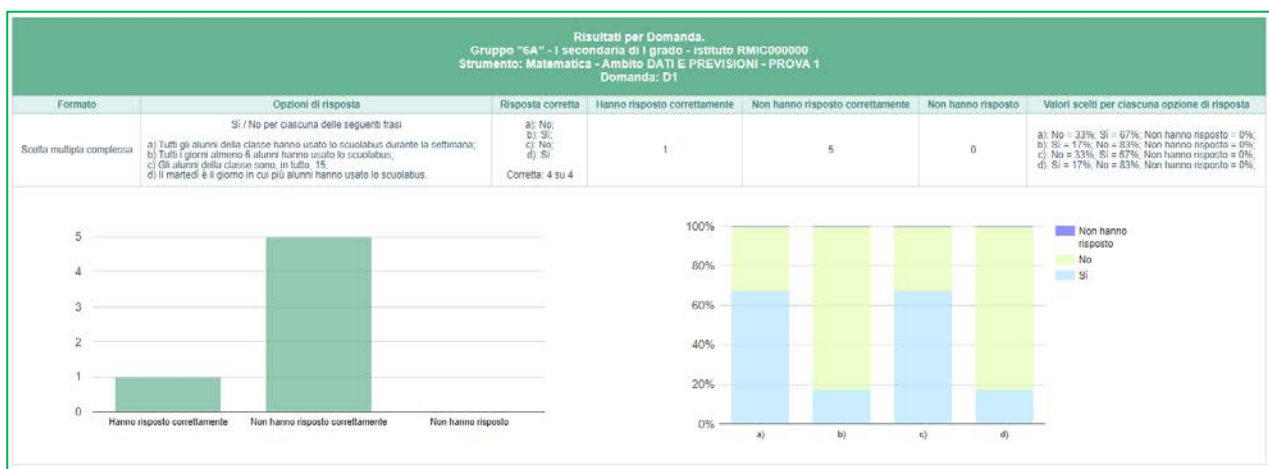 Risultati per Domanda.
Gruppo "6A" - I secondaria di I grado - istituto RMIC000000
Strumento: Matematica - Ambito DATI E PREVISIONI - PROVA 1
Domanda: D1
Formato
Opzioni di risposta
Risposta corretta
Hanno risposto correttamente
Non hanno risposto correttamente
Non hanno risposto
Valori scelti per ciascuna opzione di risposta
Scelta multipla complessa
Sì / No per ciascuna delle seguenti frasi
a) Tutti gli alunni della classe hanno usato lo scuolabus durante la settimana;
b) Tutti i giorni almeno 6 alunni hanno usato lo scuolabus;
c) Gli alunni della classe sono, in tutto, 15;
d) Il martedì è il giorno in cui più alunni hanno usato lo scuolabus.
a): No;
b): Sì;
c): No;
d): Sì
Corretta: 4 su 4
1
5
0
a): No = 33%; Sì = 67%; Non hanno risposto = 0%;
b): Sì = 17%; No = 83%; Non hanno risposto = 0%;
c): No = 33%; Sì = 67%; Non hanno risposto = 0%;
d): Sì = 17%; No = 83%; Non hanno risposto = 0%;
5
4
3
2
1
0
Hanno risposto correttamente
Non hanno risposto correttamente
Non hanno risposto
100%
80%
60%
40%
20%
0%
a)
b)
c)
d)
Non hanno
risposto
No
Sì